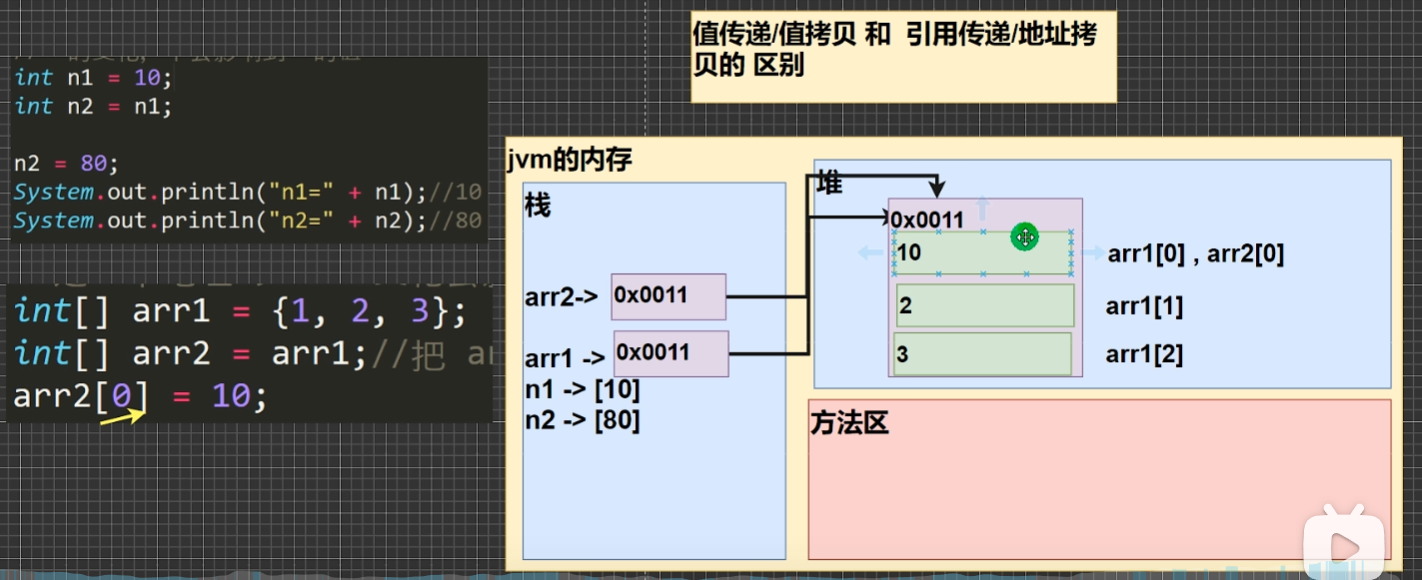 值传递/值拷贝 和 引用传递/地址拷
贝的 区别
int n1 = 10;
int n2 = n1;
n2 = 80;
System.out.println("n1=" + n1);//10
System.out.println("n2=" + n2);//80
int[] arr1 = {1, 2, 3};
int[] arr2 = arr1;//把
arr2[0] = 10;
jvm的内存
栈
arr2-> 0x0011
arr1 -> 0x0011
n1 -> [10]
n2 -> [80]
堆
0x0011
10 arr1[0] , arr2[0]
2 arr1[1]
3 arr1[2]
方法区